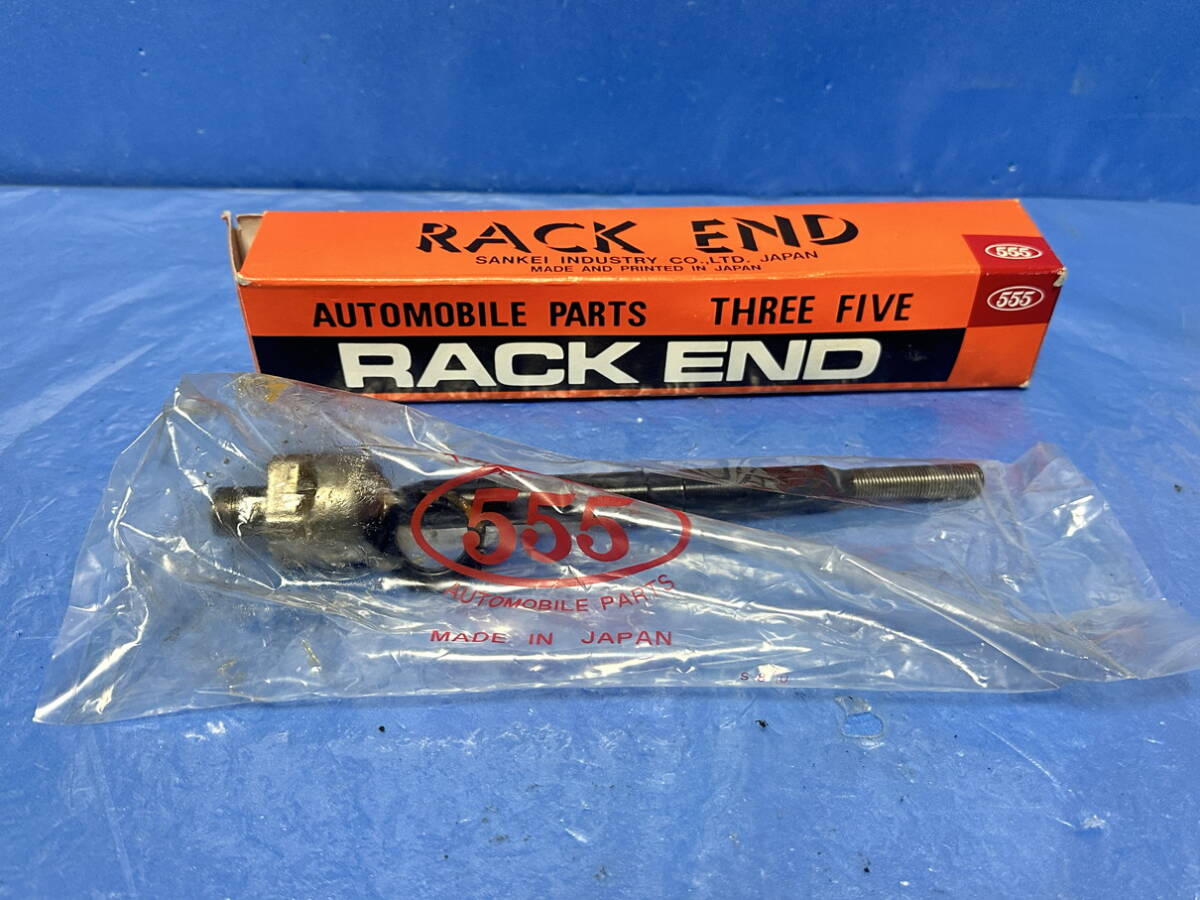 RACK END
SANKEI INDUSTRY CO.,LTD. JAPAN
MADE AND PRINTED IN JAPAN
555
AUTOMOBILE PARTS THREE FIVE
555
RACK END
555
AUTOMOBILE PARTS
MADE IN JAPAN